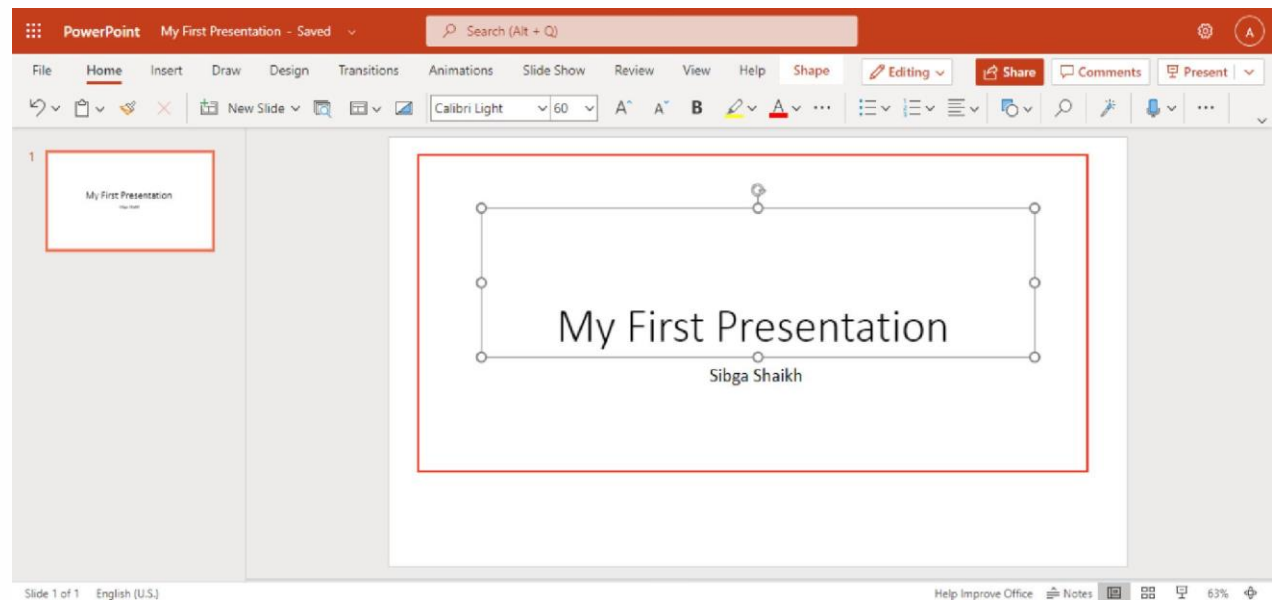 PowerPoint My First Presentation - Saved Search (Alt + Q) A
File Home Insert Draw Design Transitions Animations Slide Show Review View Help Shape Editing Share Comments Present
New Slide Calibri Light 60 A A B A
1
My First Presentation
My First Presentation
Sibga Shaikh
Slide 1 of 1 English (U.S.) Help Improve Office Notes 63%